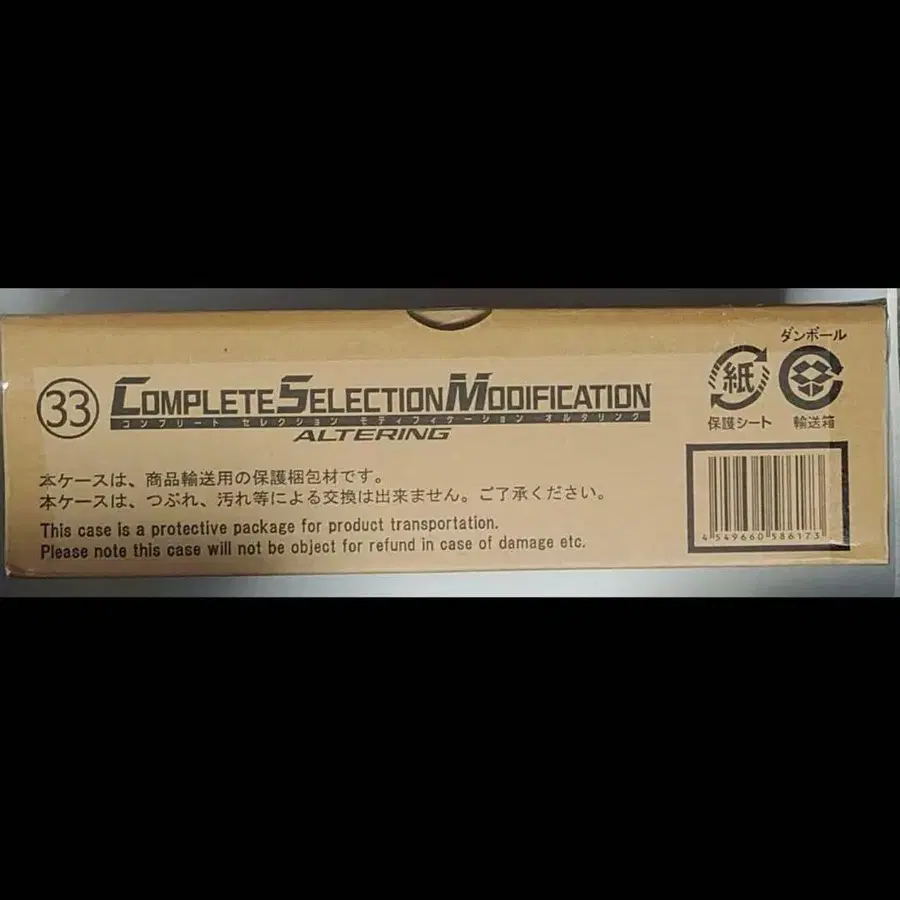 33 COMPLETE SELECTION MODIFICATION
コンプリート セレクション モディフィケーション オルタリング
ALTERING
本ケースは、商品輸送用の保護梱包材です。
本ケースは、つぶれ、汚れ等による交換は出来ません。ご了承ください。
This case is a protective package for product transportation.
Please note this case will not be object for refund in case of damage etc.
紙
保護シート
ダンボール
輸送箱
4 549660 586173